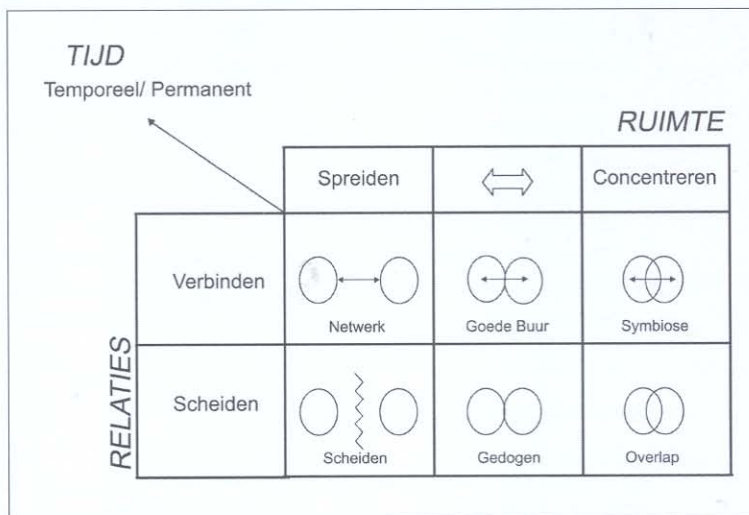 TIJD
Temporeel/ Permanent
RUIMTE
Spreiden
Concentreren
RELATIES
Verbinden
Netwerk
Goede Buur
Symbiose
Scheiden
Scheiden
Gedogen
Overlap